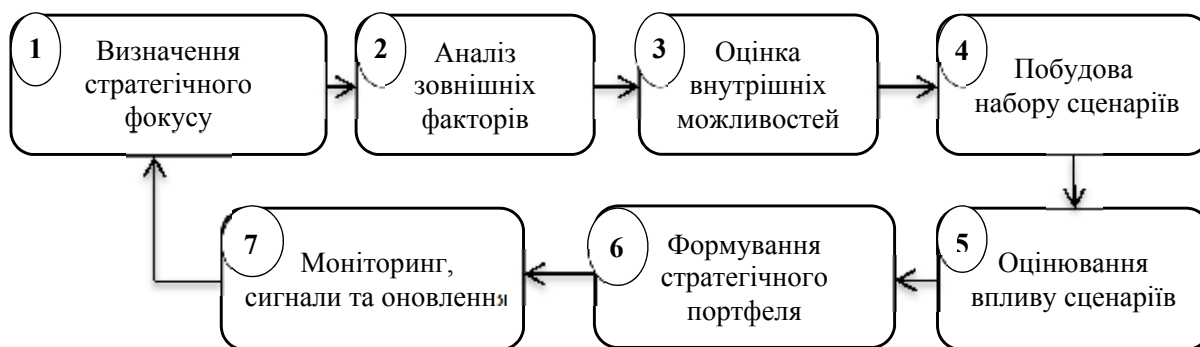 1
Визначення
стратегічного
фокусу
2
Аналіз
зовнішніх
факторів
3
Оцінка
внутрішніх
можливостей
4
Побудова
набору сценаріїв
5
Оцінювання
впливу сценаріїв
6
Формування
стратегічного
портфеля
7
Моніторинг,
сигнали та оновлення